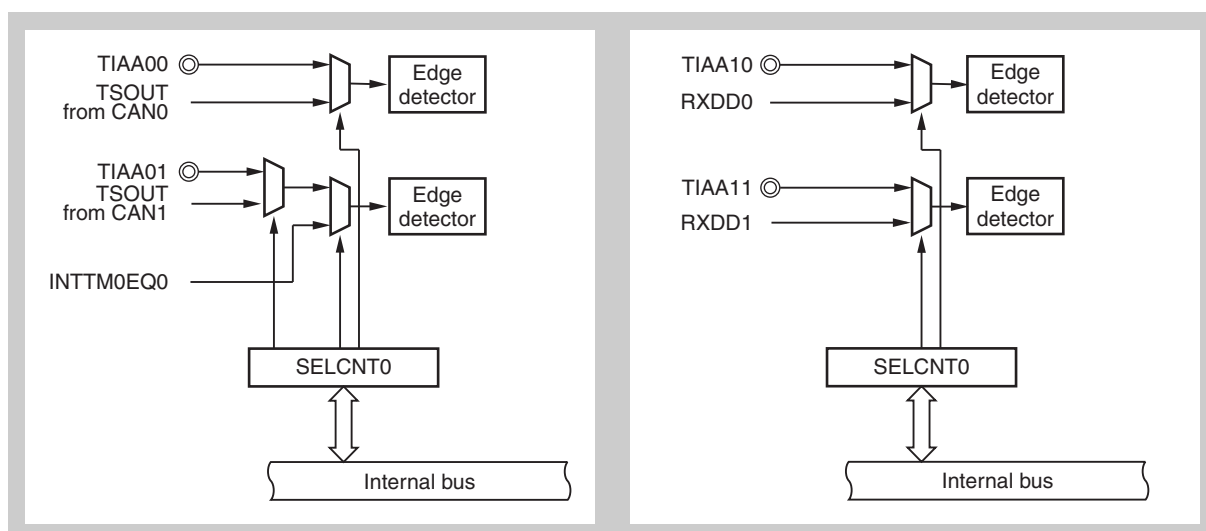 TIAA00
TSOUT
from CAN0
Edge
detector
TIAA01
TSOUT
from CAN1
Edge
detector
INTTM0EQ0
SELCNT0
Internal bus
TIAA10
RXDD0
Edge
detector
TIAA11
RXDD1
Edge
detector
SELCNT0
Internal bus